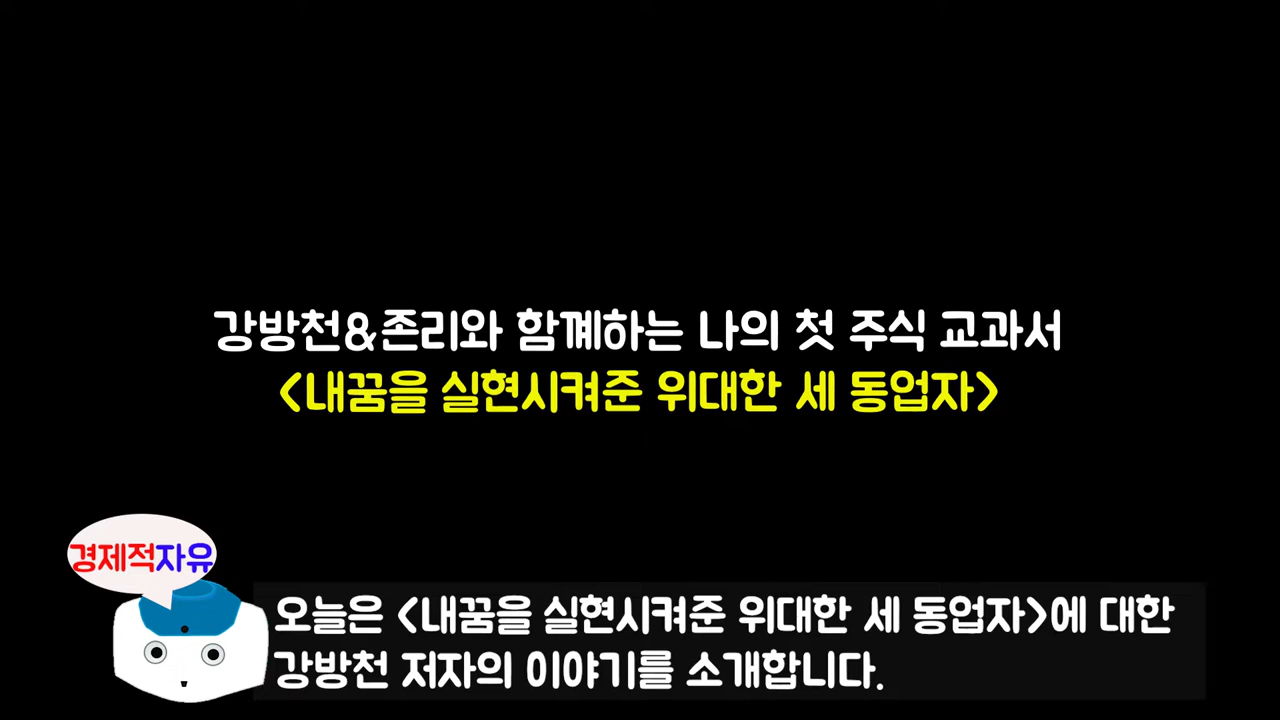 강방천&존리와 함꼐하는 나의 첫 주식 교과서
<내꿈을 실현시켜준 위대한 세 동업자>
경제적자유
오늘은 <내꿈을 실현시켜준 위대한 세 동업자>에 대한
강방천 저자의 이야기를 소개합니다.